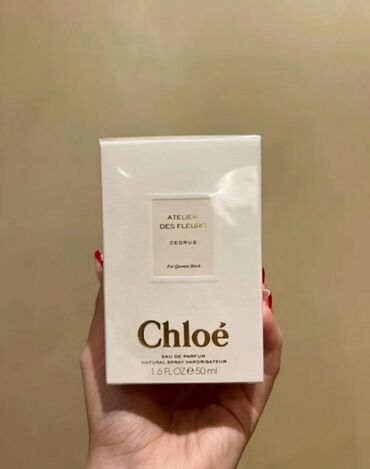 ATELIER
DES FLEURS
CEDRUS
For Quentin Bisch
Chloé
EAU DE PARFUM
NATURAL SPRAY VAPORISATEUR
1.6 FL OZ e 50 ml